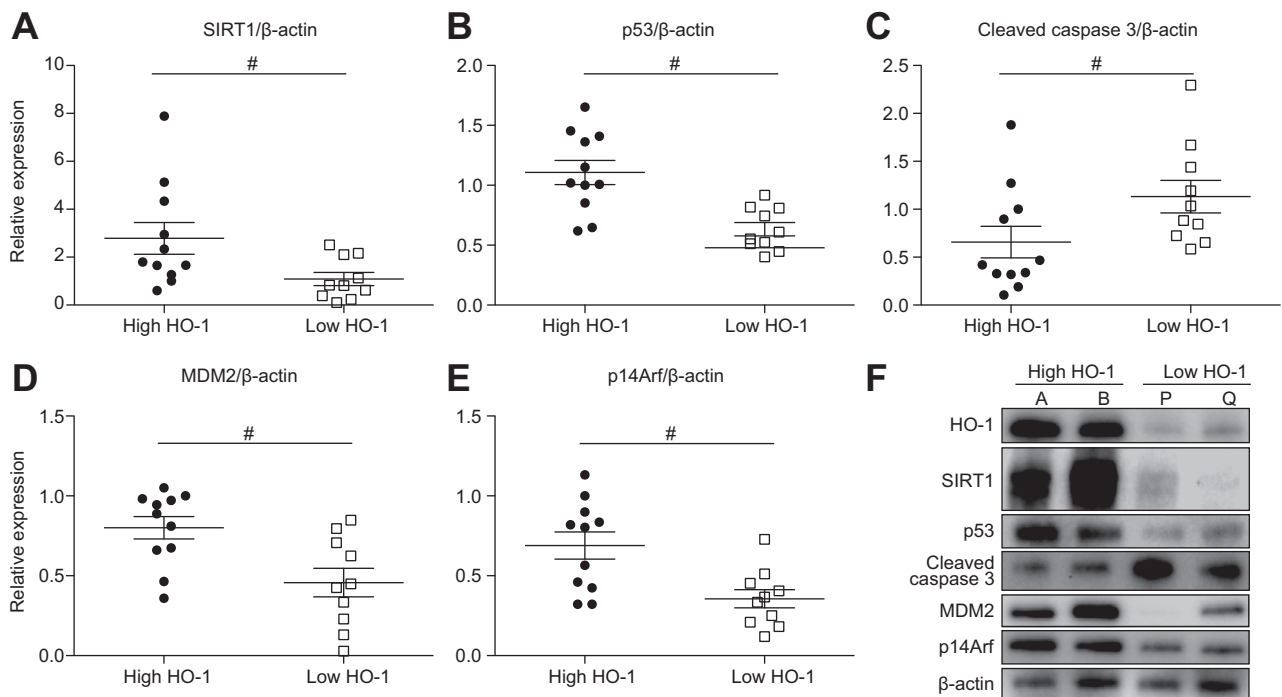 A
SIRT1/β-actin
#
Relative expression
10
8
6
4
2
0
High HO-1
Low HO-1
B
p53/β-actin
#
2.0
1.5
1.0
0.5
0.0
High HO-1
Low HO-1
C
Cleaved caspase 3/β-actin
#
2.5
2.0
1.5
1.0
0.5
0.0
High HO-1
Low HO-1
D
MDM2/β-actin
#
Relative expression
1.5
1.0
0.5
0.0
High HO-1
Low HO-1
E
p14Arf/β-actin
#
1.5
1.0
0.5
0.0
High HO-1
Low HO-1
F
High HO-1 Low HO-1
A B P Q
HO-1
SIRT1
p53
Cleaved
caspase 3
MDM2
p14Arf
β-actin